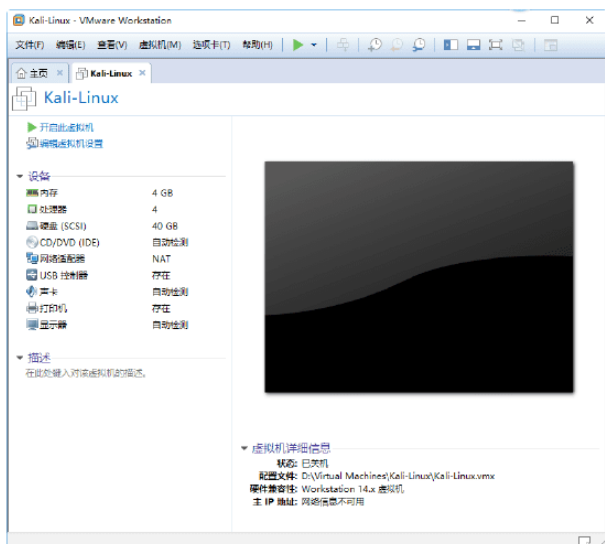 Kali-Linux - VMware Workstation
文件(F) 编辑(E) 查看(V) 虚拟机(M) 选项卡(T) 帮助(H)
主页 Kali-Linux
Kali-Linux
开启此虚拟机
编辑虚拟机设置
设备
内存 4 GB
处理器 4
硬盘 (SCSI) 40 GB
CD/DVD (IDE) 自动检测
网络适配器 NAT
USB 控制器 存在
声卡 自动检测
打印机 存在
显示器 自动检测
描述
在此处键入对该虚拟机的描述。
虚拟机详细信息
状态: 已关机
配置文件: D:\Virtual Machines\Kali-Linux\Kali-Linux.vmx
硬件兼容性: Workstation 14.x 虚拟机
主 IP 地址: 网络信息不可用